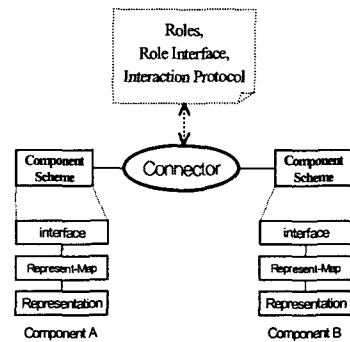 Roles,
Role Interface,
Interaction Protocol
Component
Scheme
Connector
Component
Scheme
interface
Represent-Map
Representation
Component A
interface
Represent-Map
Representation
Component B